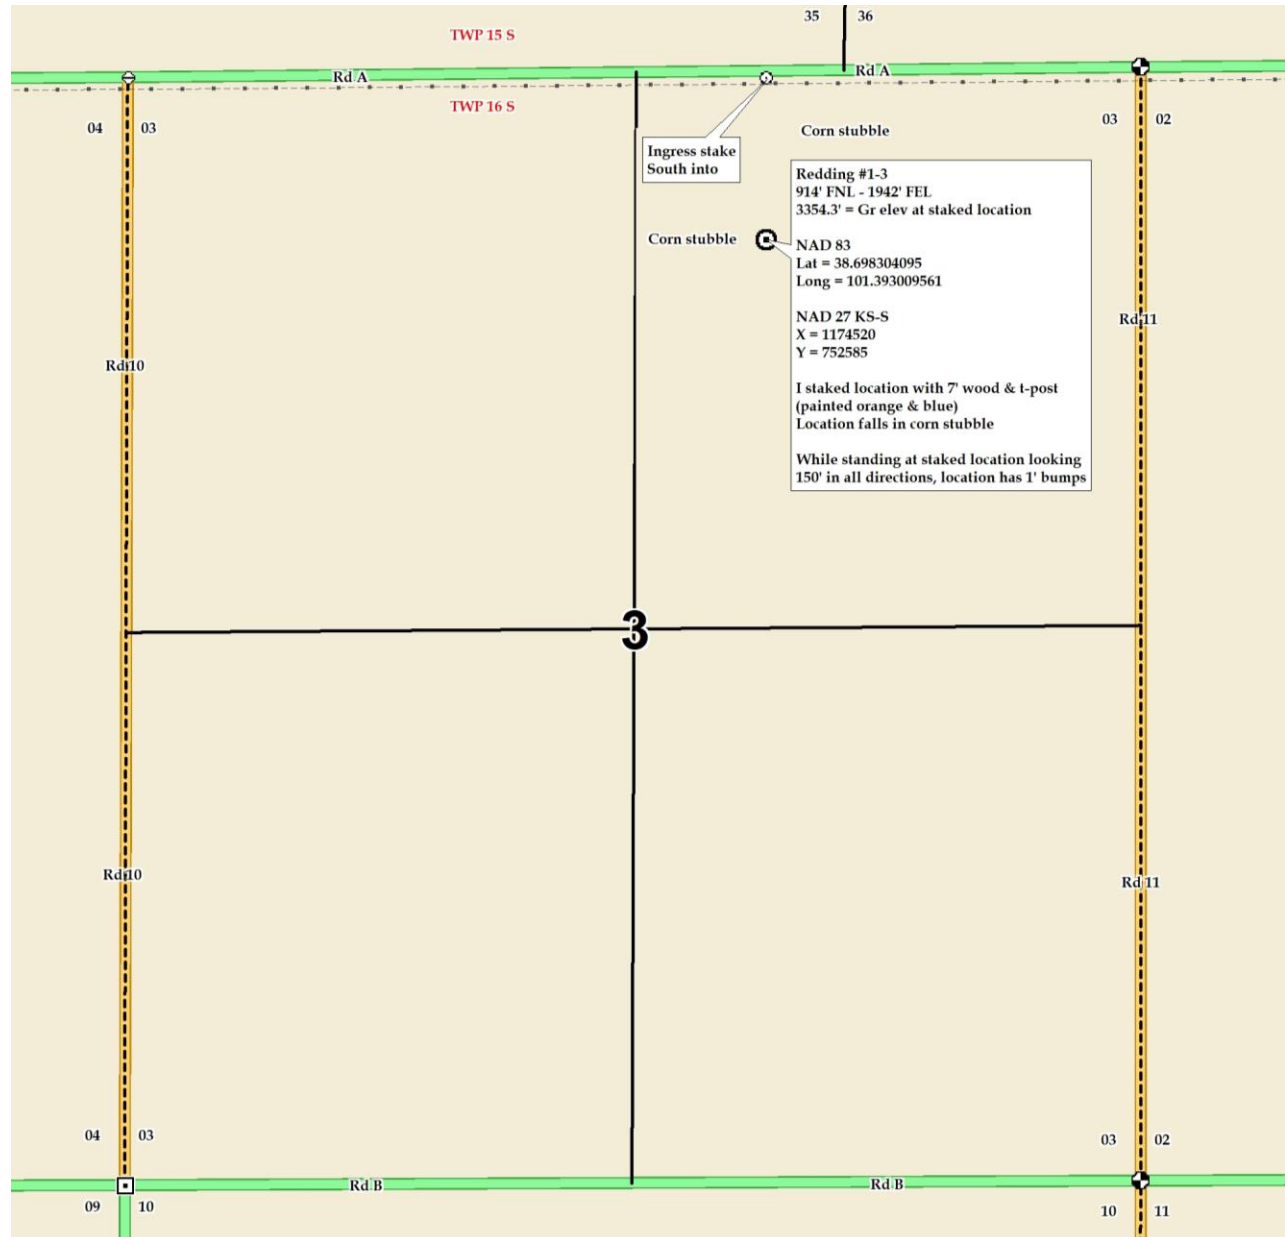 35 36
TWP 15 S
Rd A
Rd A
TWP 16 S
04 03
03 02
Corn stubble
Ingress stake
South into
Redding #1-3
914' FNL - 1942' FEL
3354.3' = Gr elev at staked location
Corn stubble
NAD 83
Lat = 38.698304095
Long = 101.393009561
NAD 27 KS-S
X = 1174520
Y = 752585
I staked location with 7' wood & t-post
(painted orange & blue)
Location falls in corn stubble
While standing at staked location looking
150' in all directions, location has 1' bumps
Rd 11
Rd 10
3
Rd 10
Rd 11
04 03
03 02
Rd B
Rd B
09 10
10 11